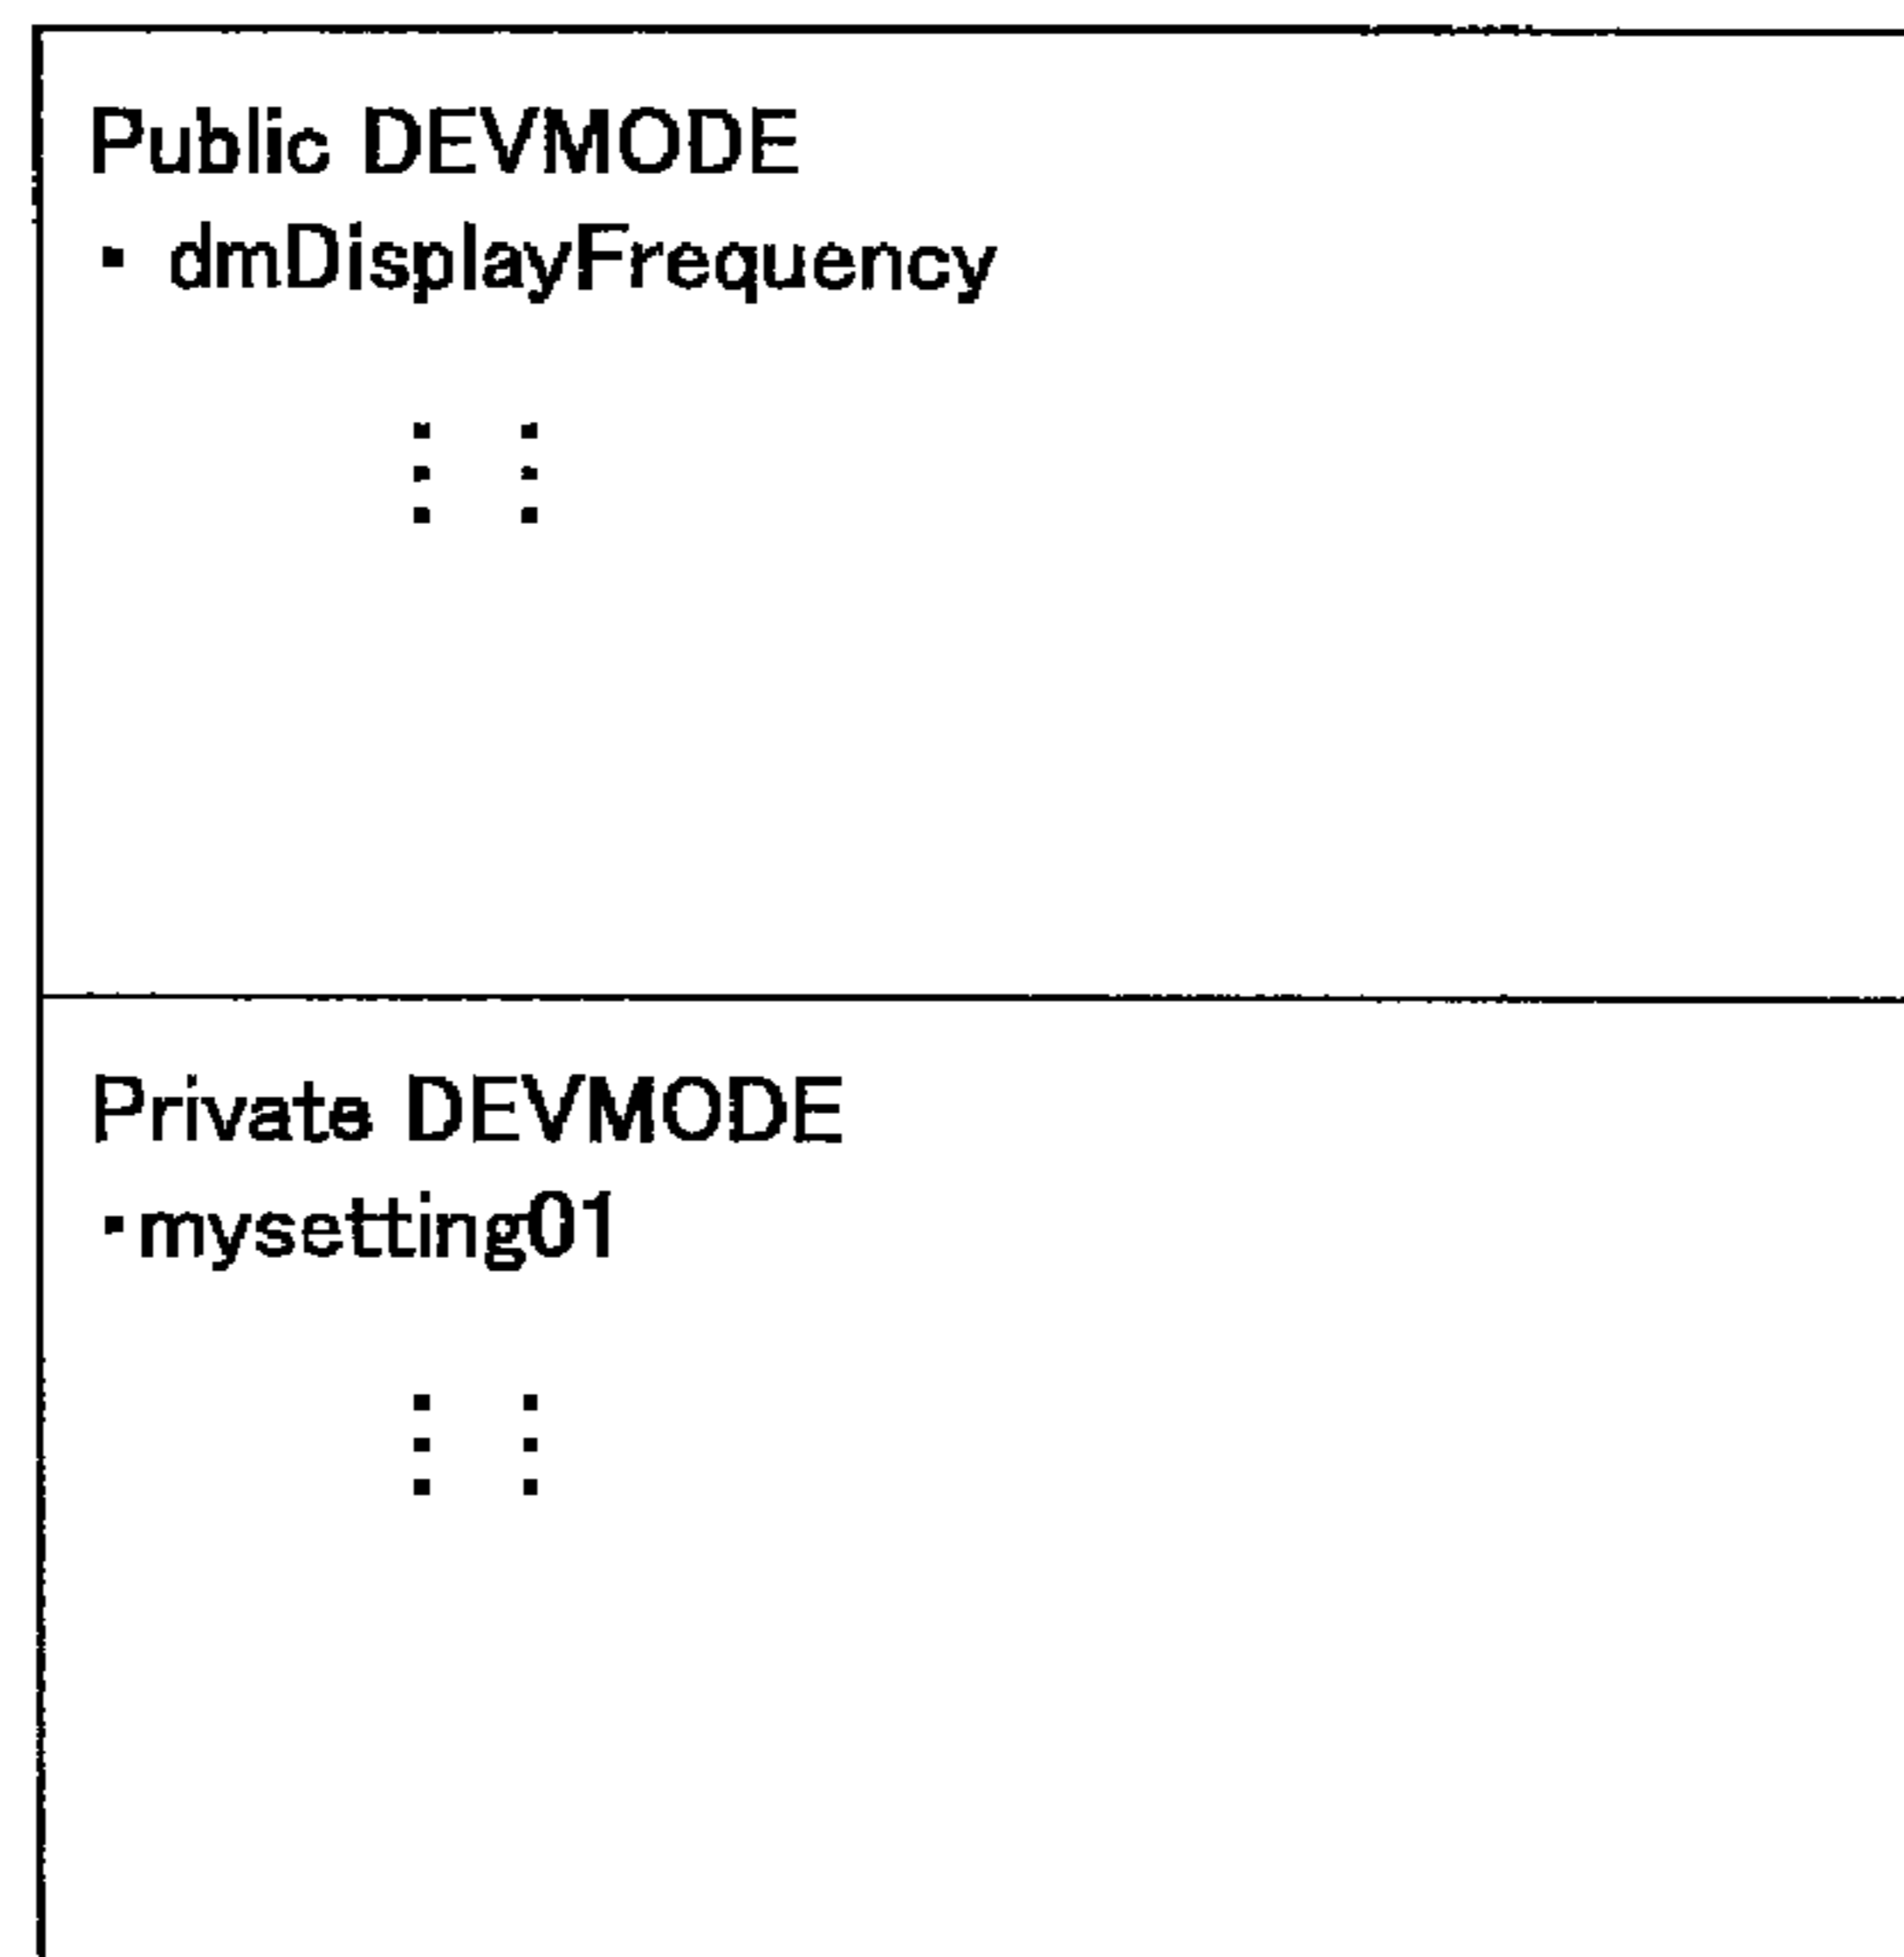 Public DEVMODE
▪ dmDisplayFrequency
⋮ ⋮
Private DEVMODE
▪mysetting01
⋮ ⋮